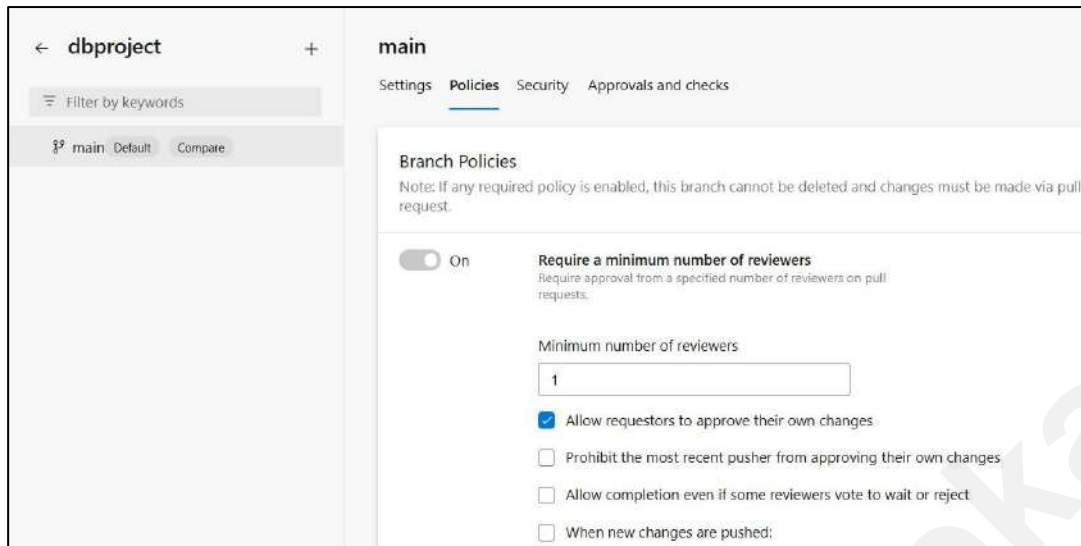 dbproject
Filter by keywords
main Default Compare
main
Settings Policies Security Approvals and checks
Branch Policies
Note: If any required policy is enabled, this branch cannot be deleted and changes must be made via pull
request.
On
Require a minimum number of reviewers
Require approval from a specified number of reviewers on pull
requests.
Minimum number of reviewers
1
Allow requestors to approve their own changes
Prohibit the most recent pusher from approving their own changes
Allow completion even if some reviewers vote to wait or reject
When new changes are pushed: